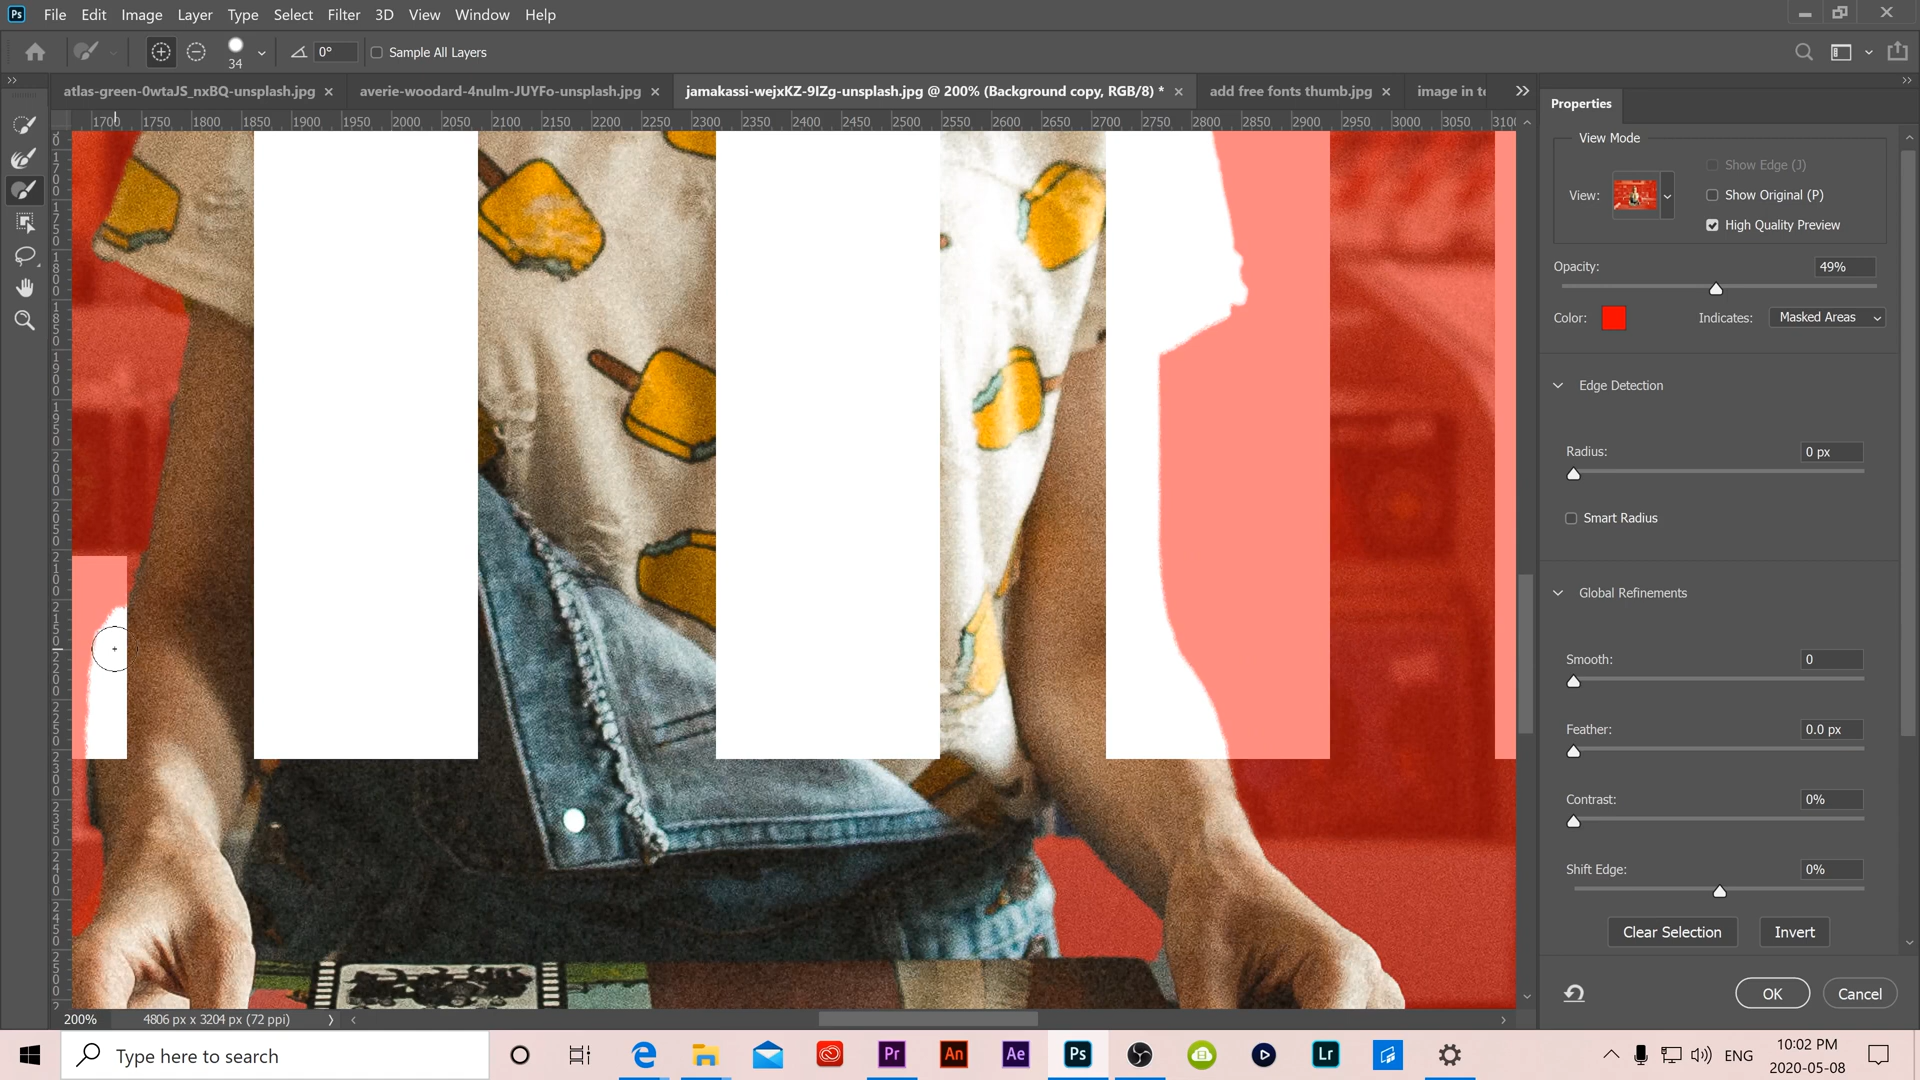 Ps File Edit Image Layer Type Select Filter 3D View Window Help
34 0° Sample All Layers
atlas-green-0wtaJS_nxBQ-unsplash.jpg × averie-woodard-4nulm-JUYFo-unsplash.jpg × jamakassi-wejxKZ-9IZg-unsplash.jpg @ 200% (Background copy, RGB/8) * × add free fonts thumb.jpg × image in te
Properties
1700 1750 1800 1850 1900 1950 2000 2050 2100 2150 2200 2250 2300 2350 2400 2450 2500 2550 2600 2650 2700 2750 2800 2850 2900 2950 3000 3050 3100
View Mode
Show Edge (J)
View: Show Original (P)
High Quality Preview
Opacity: 49%
Color: Indicates: Masked Areas
Edge Detection
Radius: 0 px
Smart Radius
Global Refinements
Smooth: 0
Feather: 0.0 px
Contrast: 0%
Shift Edge: 0%
Clear Selection Invert
OK Cancel
200% 4806 px x 3204 px (72 ppi)
Type here to search
Pr An Ae Ps Lr
ENG
10:02 PM
2020-05-08